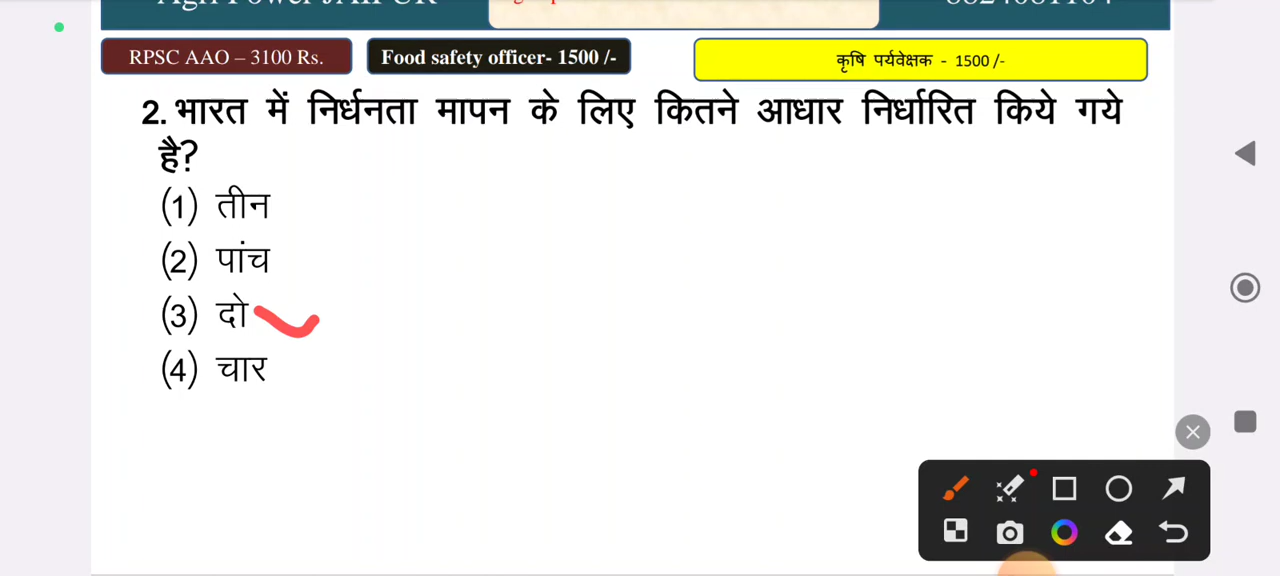 RPSC AAO – 3100 Rs.
Food safety officer- 1500 /-
कृषि पर्यवेक्षक - 1500 /-
2. भारत में निर्धनता मापन के लिए कितने आधार निर्धारित किये गये
है?
(1) तीन
(2) पांच
(3) दो
(4) चार